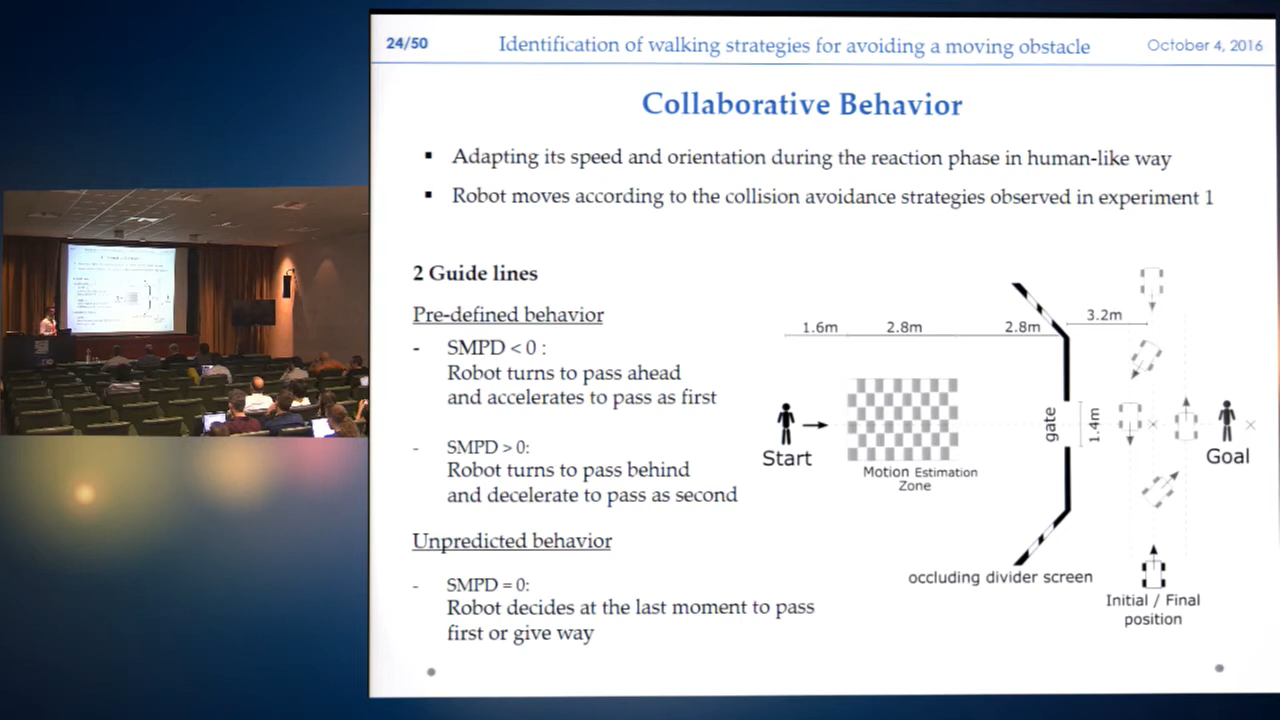 24/50
Identification of walking strategies for avoiding a moving obstacle
October 4, 2016
Collaborative Behavior
▪ Adapting its speed and orientation during the reaction phase in human-like way
▪ Robot moves according to the collision avoidance strategies observed in experiment 1
2 Guide lines
Pre-defined behavior
- SMPD < 0 :
Robot turns to pass ahead
and accelerates to pass as first
- SMPD > 0:
Robot turns to pass behind
and decelerate to pass as second
Unpredicted behavior
- SMPD = 0:
Robot decides at the last moment to pass
first or give way
1.6m
2.8m
2.8m
3.2m
Start
Motion Estimation
Zone
gate
1.4m
Goal
occluding divider screen
Initial / Final
position